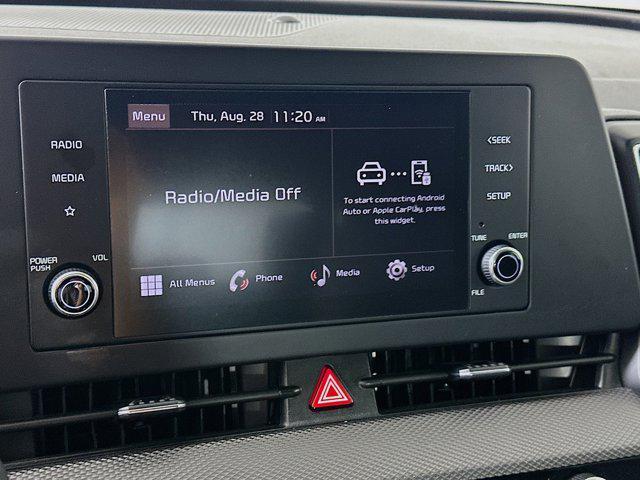 Menu Thu, Aug. 28 11:20 AM
RADIO
MEDIA
POWER
PUSH
VOL
Radio/Media Off
To start connecting Android
Auto or Apple CarPlay, press
this widget.
All Menus
Phone
Media
Setup
<SEEK
TRACK>
SETUP
TUNE
ENTER
FILE